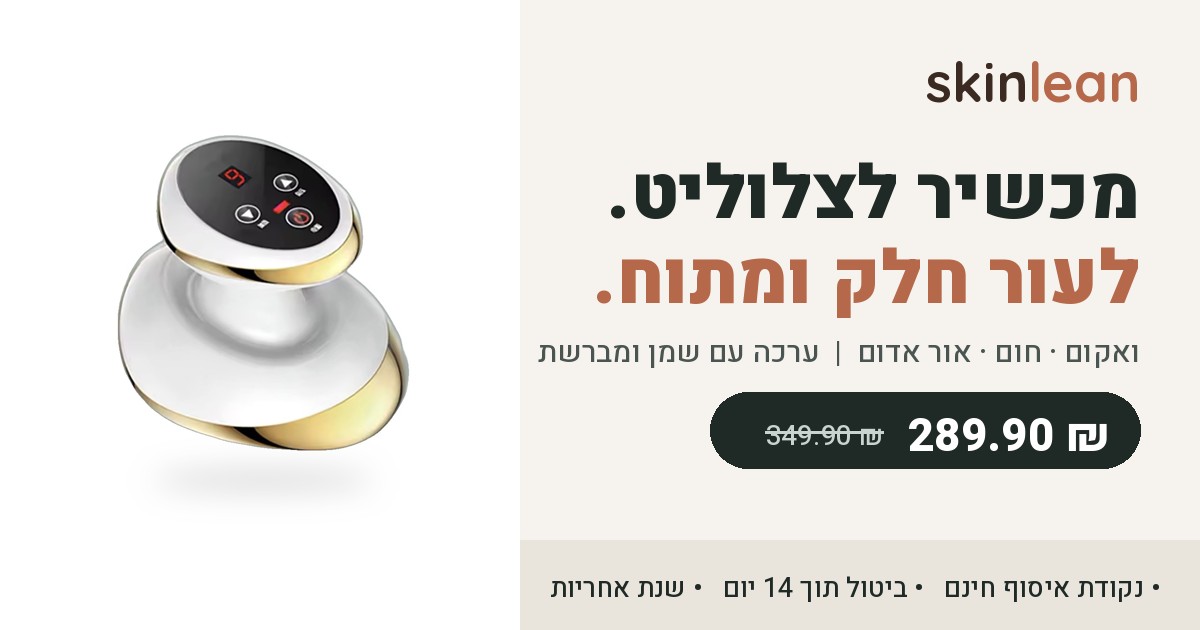 skinlean
מכשיר לצלוליט.
לעור חלק ומתוח.
ואקום · חום · אור אדום | ערכה עם שמן ומברשת
₪ 289.90 ₪ 349.90
• נקודת איסוף חינם • ביטול תוך 14 יום • שנת אחריות
9